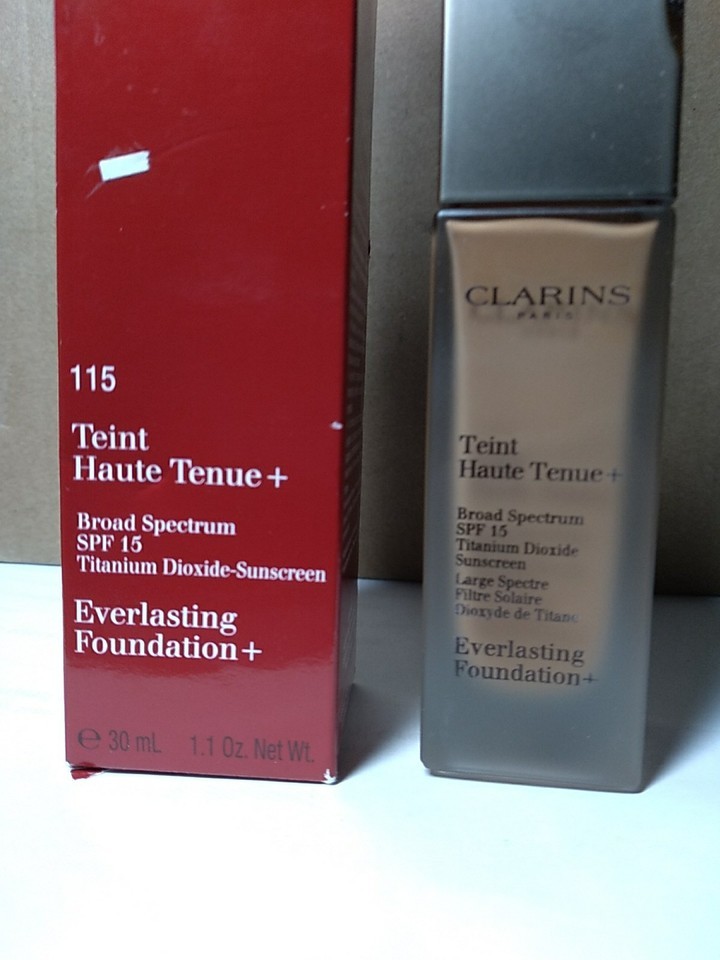 115
Teint
Haute Tenue+
Broad Spectrum
SPF 15
Titanium Dioxide-Sunscreen
Everlasting
Foundation+
℮ 30 mL 1.1 Oz. Net Wt.
CLARINS
PARIS
Teint
Haute Tenue+
Broad Spectrum
SPF 15
Titanium Dioxide
Sunscreen
Large Spectre
Filtre Solaire
Dioxyde de Titane
Everlasting
Foundation+